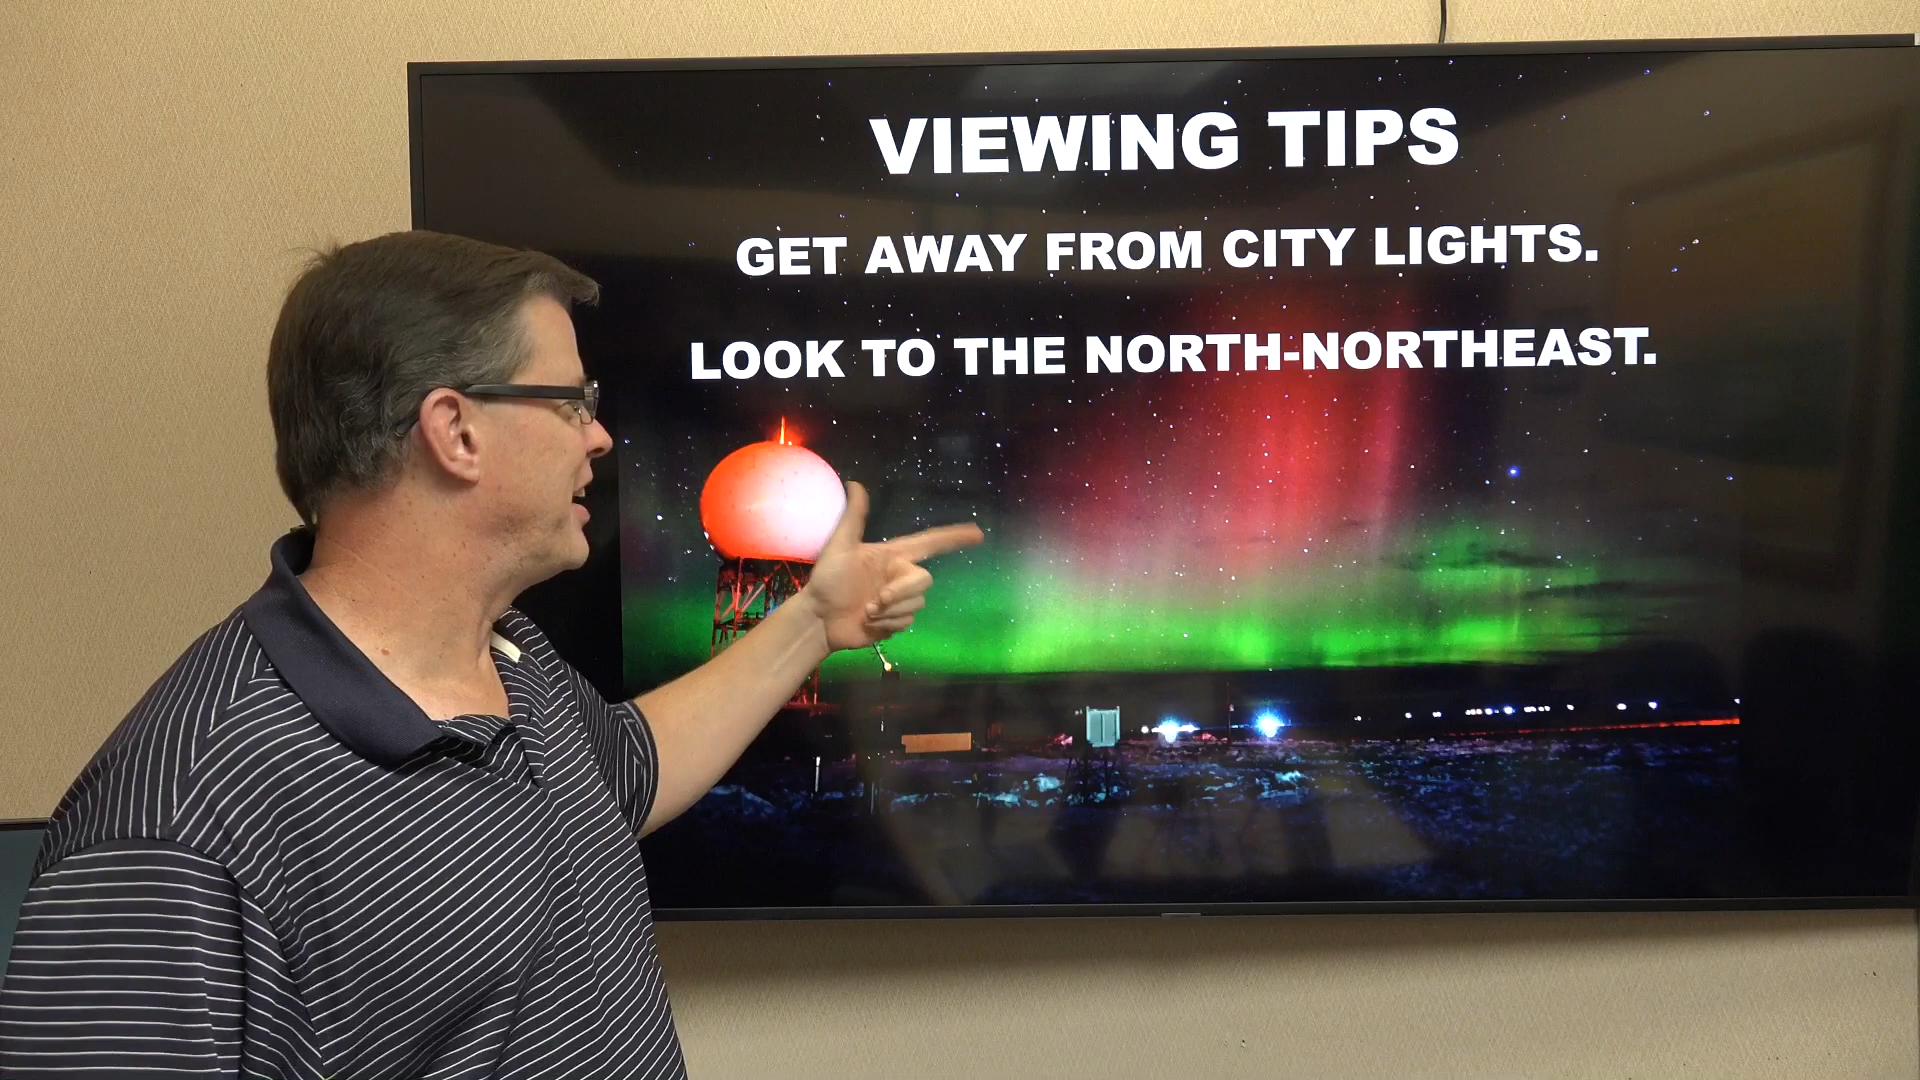 VIEWING TIPS
GET AWAY FROM CITY LIGHTS.
LOOK TO THE NORTH-NORTHEAST.